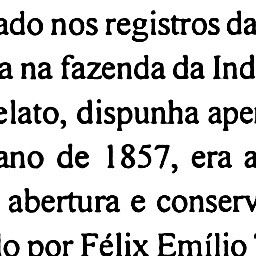 ado nos registros da
a na fazenda da Ind
elato, dispunha ape
ano de 1857, era a
abertura e conserv
lo por Félix Emílio